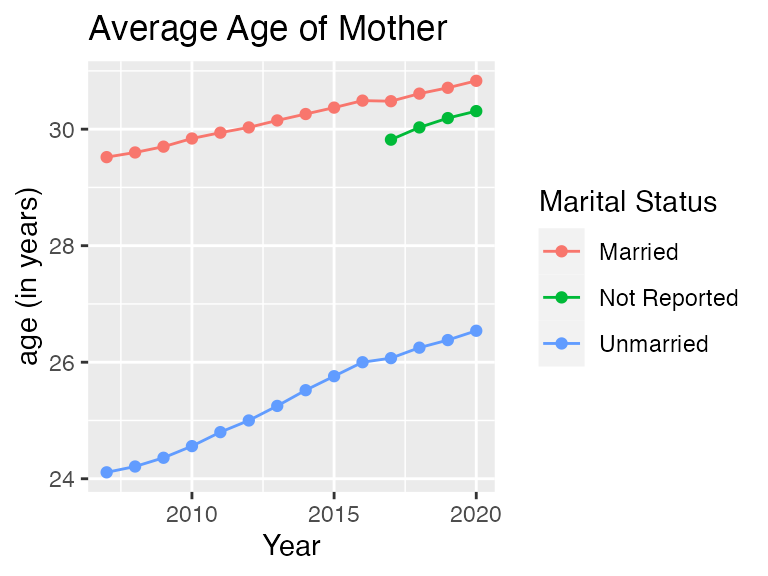 Average Age of Mother
age (in years)
30
28
26
24
2010
2015
2020
Year
Marital Status
Married
Not Reported
Unmarried